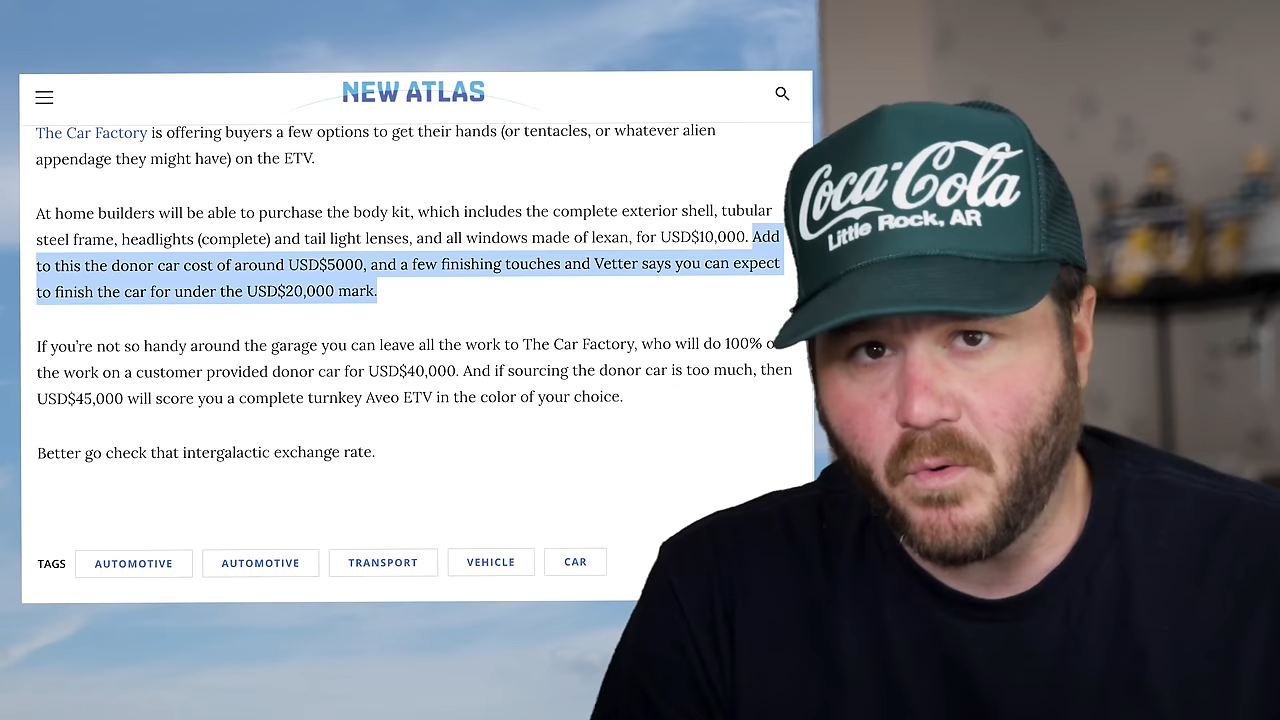 NEW ATLAS
The Car Factory is offering buyers a few options to get their hands (or tentacles, or whatever alien
appendage they might have) on the ETV.
At home builders will be able to purchase the body kit, which includes the complete exterior shell, tubular
steel frame, headlights (complete) and tail light lenses, and all windows made of lexan, for USD$10,000. Add
to this the donor car cost of around USD$5000, and a few finishing touches and Vetter says you can expect
to finish the car for under the USD$20,000 mark.
If you're not so handy around the garage you can leave all the work to The Car Factory, who will do 100%
the work on a customer provided donor car for USD$40,000. And if sourcing the donor car is too much, then
USD$45,000 will score you a complete turnkey Aveo ETV in the color of your choice.
Better go check that intergalactic exchange rate.
TAGS AUTOMOTIVE AUTOMOTIVE TRANSPORT VEHICLE CAR
Coca-Cola
Little Rock, AR